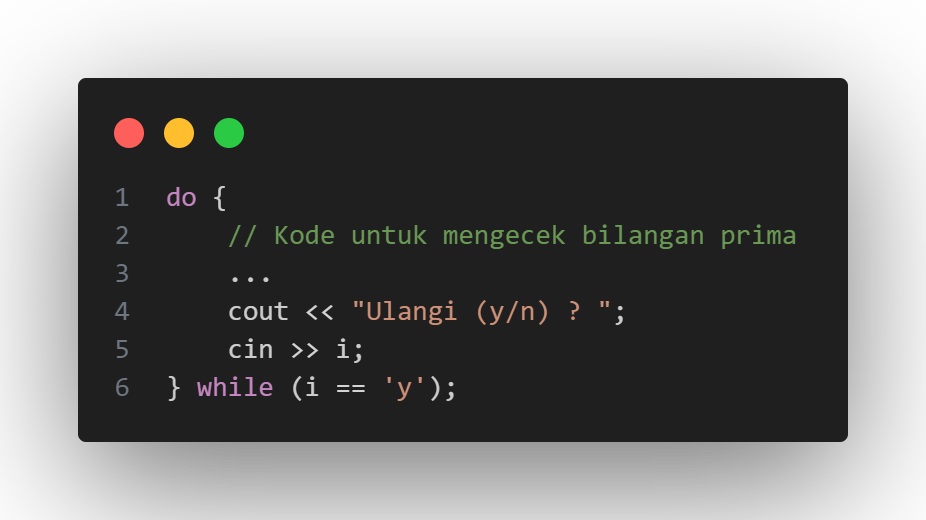 1 do {
2 // Kode untuk mengecek bilangan prima
3 ...
4 cout << "Ulangi (y/n) ? ";
5 cin >> i;
6 } while (i == 'y');